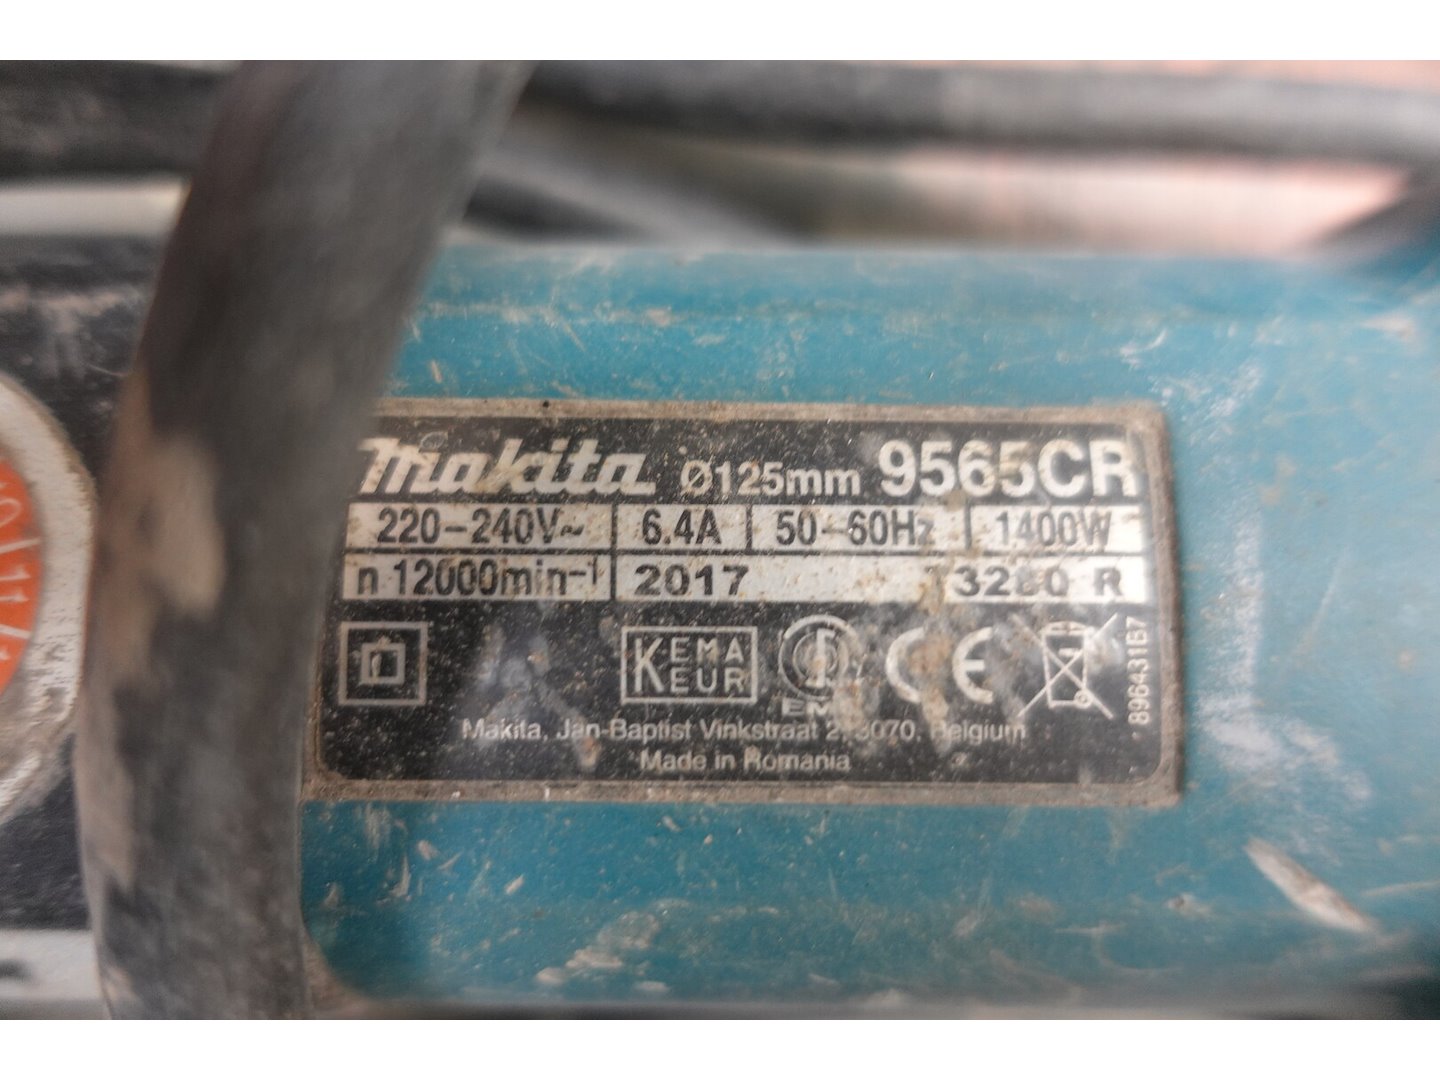 Makita Ø125mm 9565CR
220-240V~ 6.4A 50-60Hz 1400W
n 12000min-1 2017 R
KEMA
KEUR
CE
Makita, Jan-Baptist Vinkstraat 2, 3070, Belgium
Made in Romania
896431B7